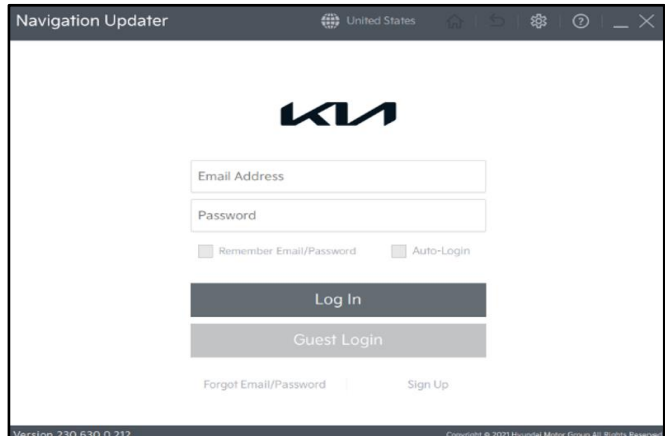 Navigation Updater United States
KIA
Email Address
Password
Remember Email/Password Auto-Login
Log In
Guest Login
Forgot Email/Password Sign Up
Version 230.630.0.212 Copyright © 2021 Hyundai Motor Group All Rights Reserved